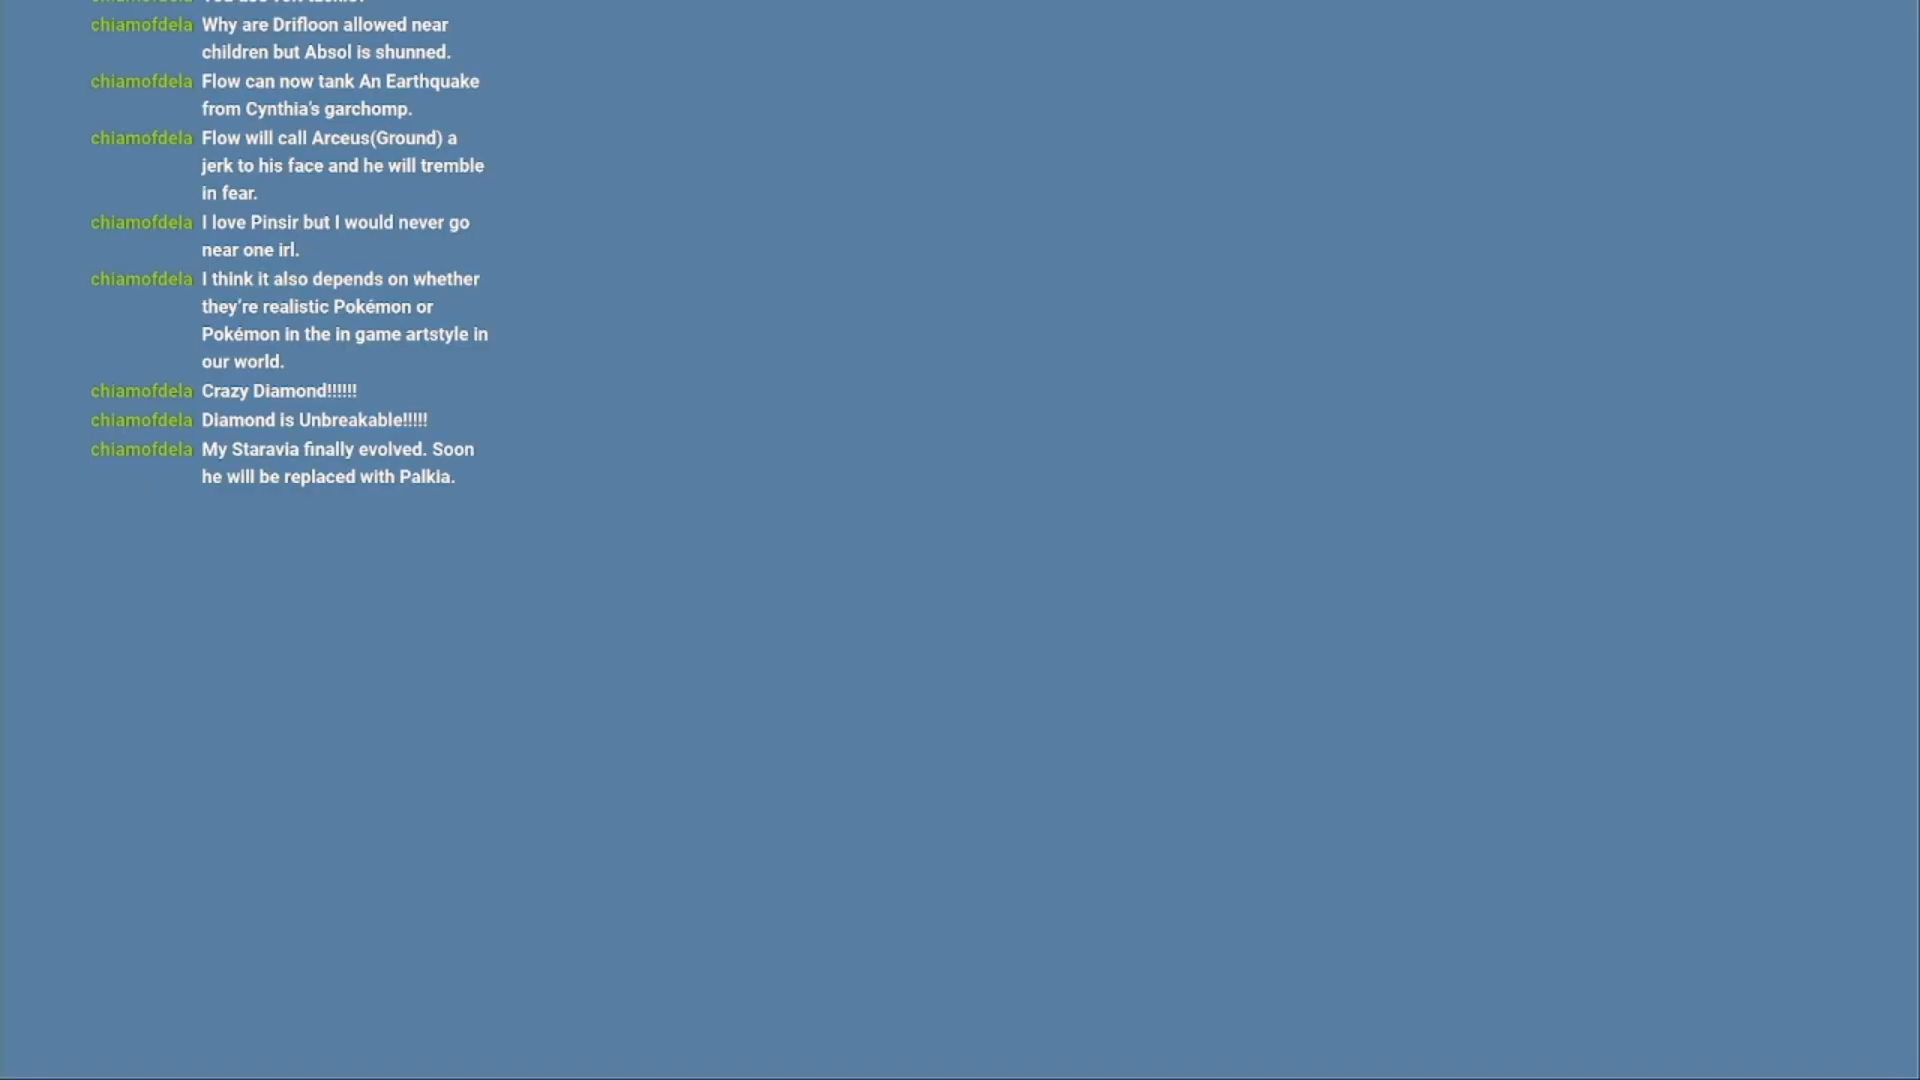 chiamofdela Why are Drifloon allowed near
children but Absol is shunned.
chiamofdela Flow can now tank An Earthquake
from Cynthia's garchomp.
chiamofdela Flow will call Arceus(Ground) a
jerk to his face and he will tremble
in fear.
chiamofdela I love Pinsir but I would never go
near one irl.
chiamofdela I think it also depends on whether
they're realistic Pokémon or
Pokémon in the in game artstyle in
our world.
chiamofdela Crazy Diamond!!!!!!
chiamofdela Diamond is Unbreakable!!!!!
chiamofdela My Staravia finally evolved. Soon
he will be replaced with Palkia.